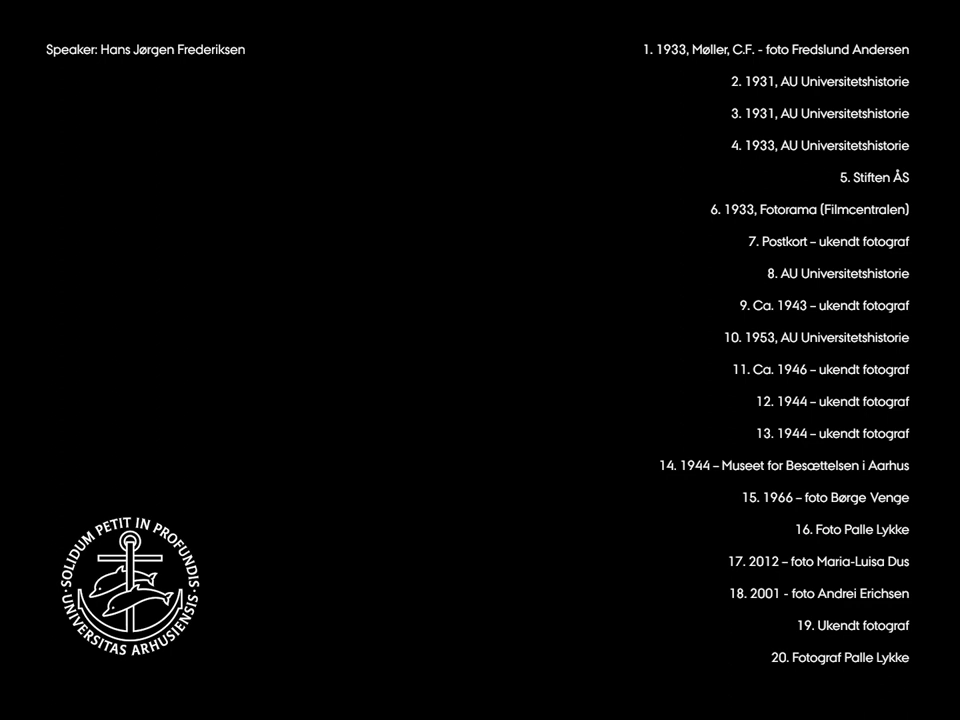 Speaker: Hans Jørgen Frederiksen
1. 1933, Møller, C.F. - foto Fredslund Andersen
2. 1931, AU Universitetshistorie
3. 1931, AU Universitetshistorie
4. 1933, AU Universitetshistorie
5. Stiften ÅS
6. 1933, Fotorama (Filmcentralen)
7. Postkort – ukendt fotograf
8. AU Universitetshistorie
9. Ca. 1943 – ukendt fotograf
10. 1953, AU Universitetshistorie
11. Ca. 1946 – ukendt fotograf
12. 1944 – ukendt fotograf
13. 1944 – ukendt fotograf
14. 1944 – Museet for Besættelsen i Aarhus
15. 1966 – foto Børge Venge
16. Foto Palle Lykke
17. 2012 – foto Maria-Luisa Dus
18. 2001 - foto Andrei Erichsen
19. Ukendt fotograf
20. Fotograf Palle Lykke
SOLIDUM PETIT IN PROFUNDIS
· UNIVERSITAS ARHUSIENSIS ·